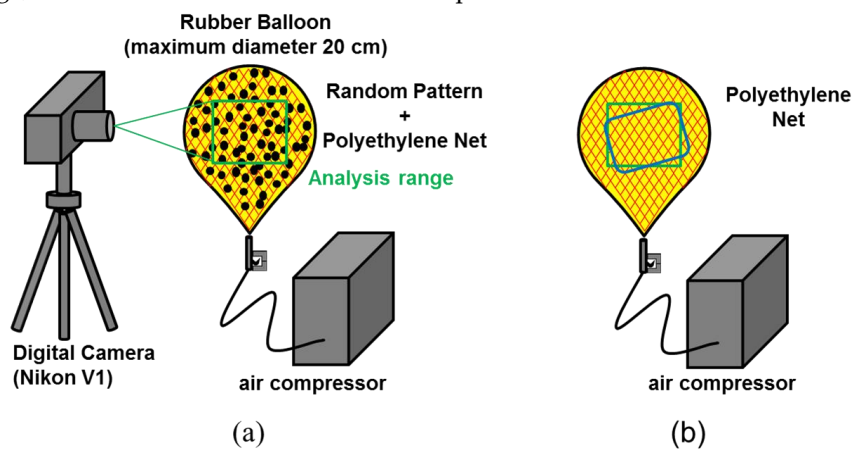 Rubber Balloon
(maximum diameter 20 cm)
Random Pattern
+
Polyethylene Net
Analysis range
Digital Camera
(Nikon V1)
air compressor
(a)
Polyethylene
Net
air compressor
(b)